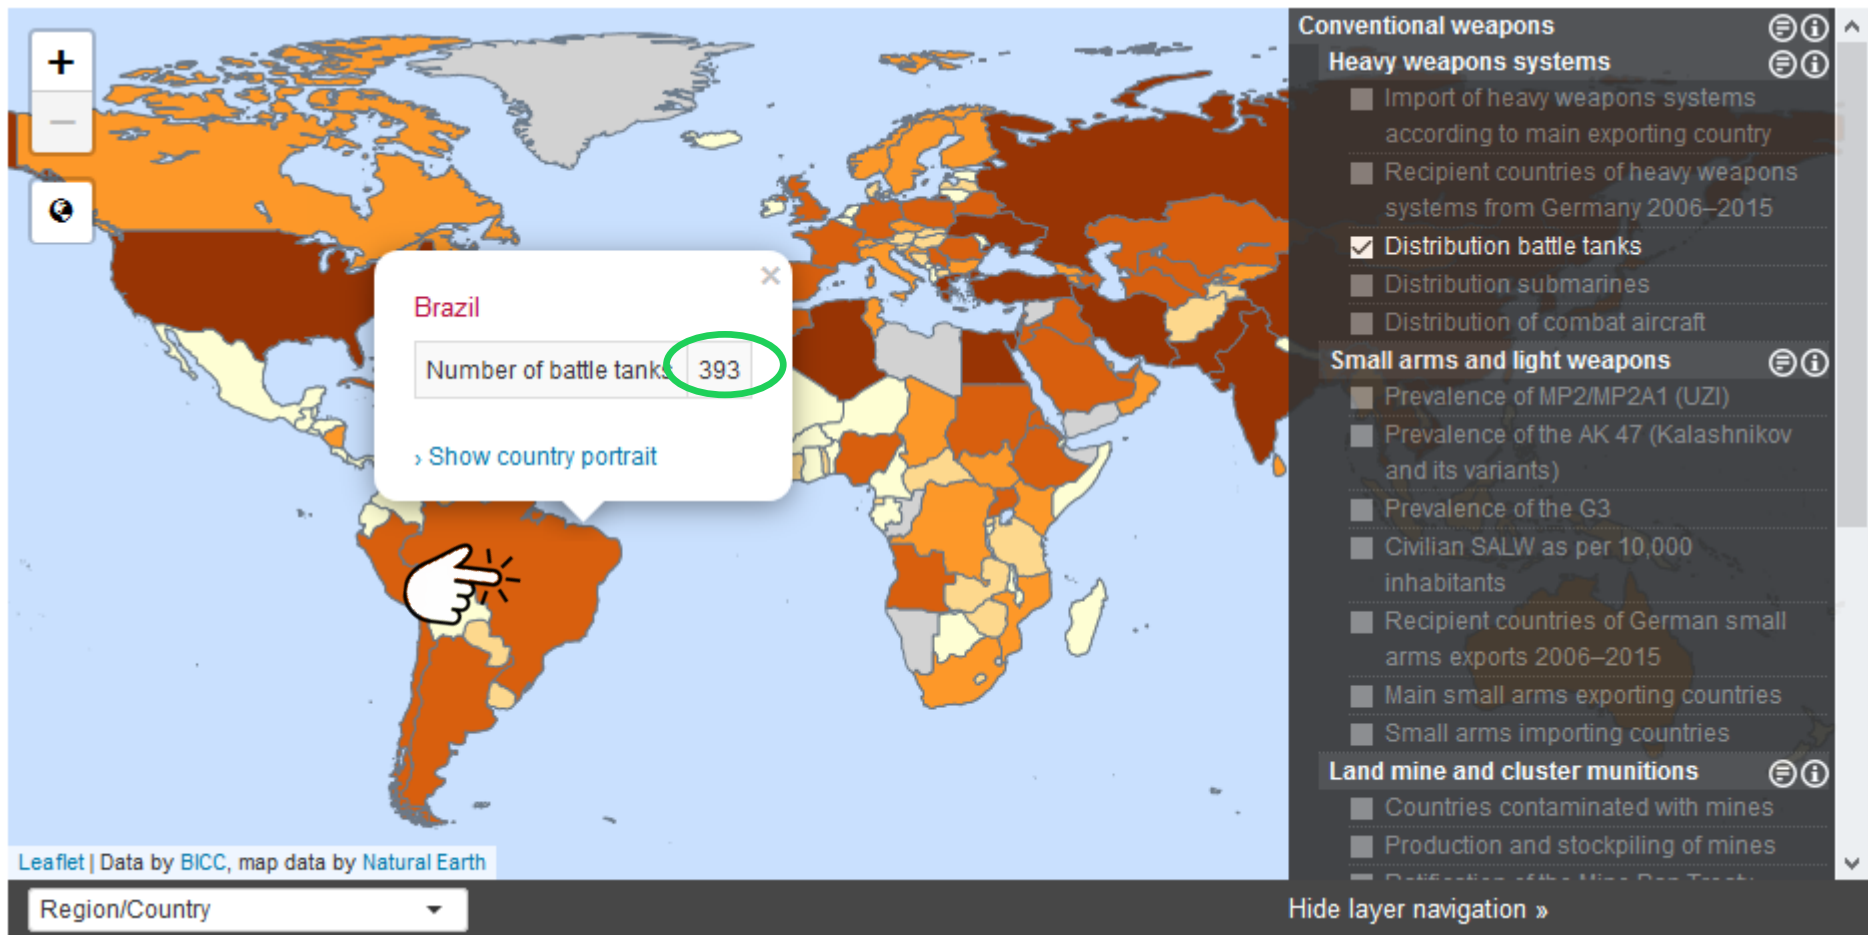 +
−
Brazil
×
Number of battle tanks 393
› Show country portrait
Leaflet | Data by BICC, map data by Natural Earth
Region/Country
Conventional weapons
Heavy weapons systems
Import of heavy weapons systems
according to main exporting country
Recipient countries of heavy weapons
systems from Germany 2006–2015
Distribution battle tanks
Distribution submarines
Distribution of combat aircraft
Small arms and light weapons
Prevalence of MP2/MP2A1 (UZI)
Prevalence of the AK 47 (Kalashnikov
and its variants)
Prevalence of the G3
Civilian SALW as per 10,000
inhabitants
Recipient countries of German small
arms exports 2006–2015
Main small arms exporting countries
Small arms importing countries
Land mine and cluster munitions
Countries contaminated with mines
Production and stockpiling of mines
Hide layer navigation »